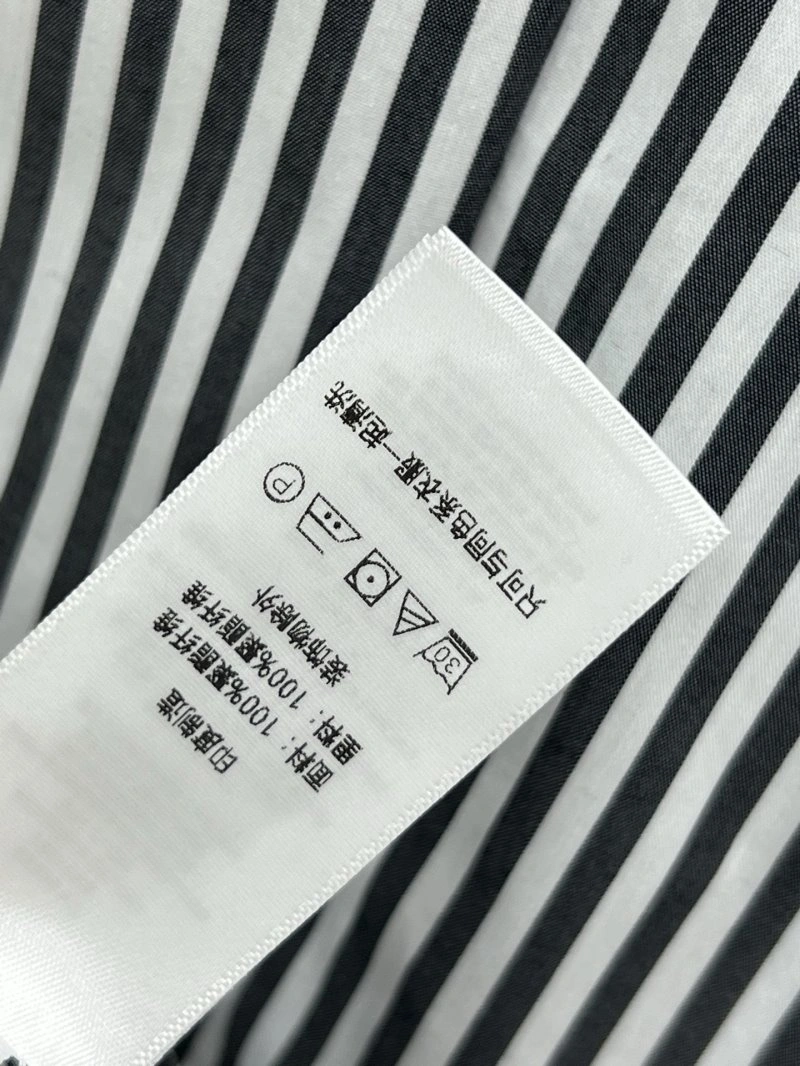 印度制造
面料：100%聚酯纤维
里料：100%聚酯纤维
装饰物除外
30 P
只可与同色系衣服一起清洗